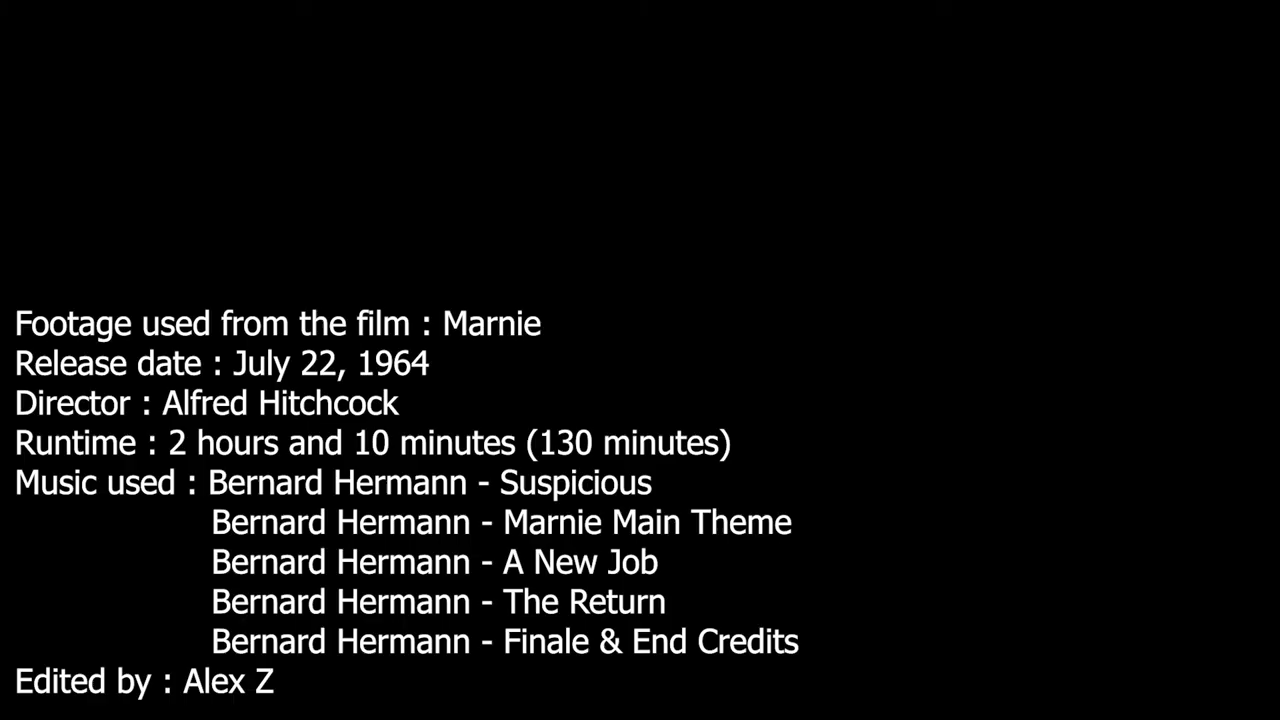 Footage used from the film : Marnie
Release date : July 22, 1964
Director : Alfred Hitchcock
Runtime : 2 hours and 10 minutes (130 minutes)
Music used : Bernard Hermann - Suspicious
Bernard Hermann - Marnie Main Theme
Bernard Hermann - A New Job
Bernard Hermann - The Return
Bernard Hermann - Finale & End Credits
Edited by : Alex Z